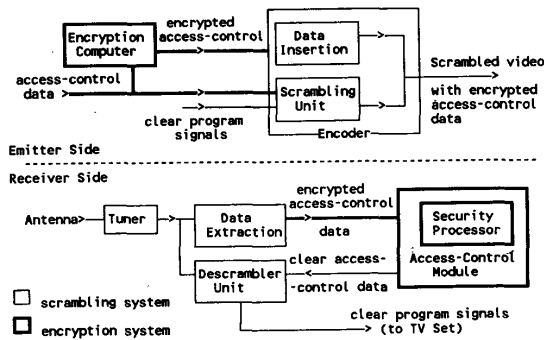 Encryption
Computer
encrypted
access-control
Data
Insertion
access-control
data
Scrambling
Unit
clear program
signals
Encoder
Scrambled video
with encrypted
access-control
data
Emitter Side
Receiver Side
Antenna
Tuner
Data
Extraction
encrypted
access-control
data
Security
Processor
Access-Control
Module
Descrambler
Unit
clear access-
-control data
scrambling system
encryption system
clear program signals
(to TV Set)